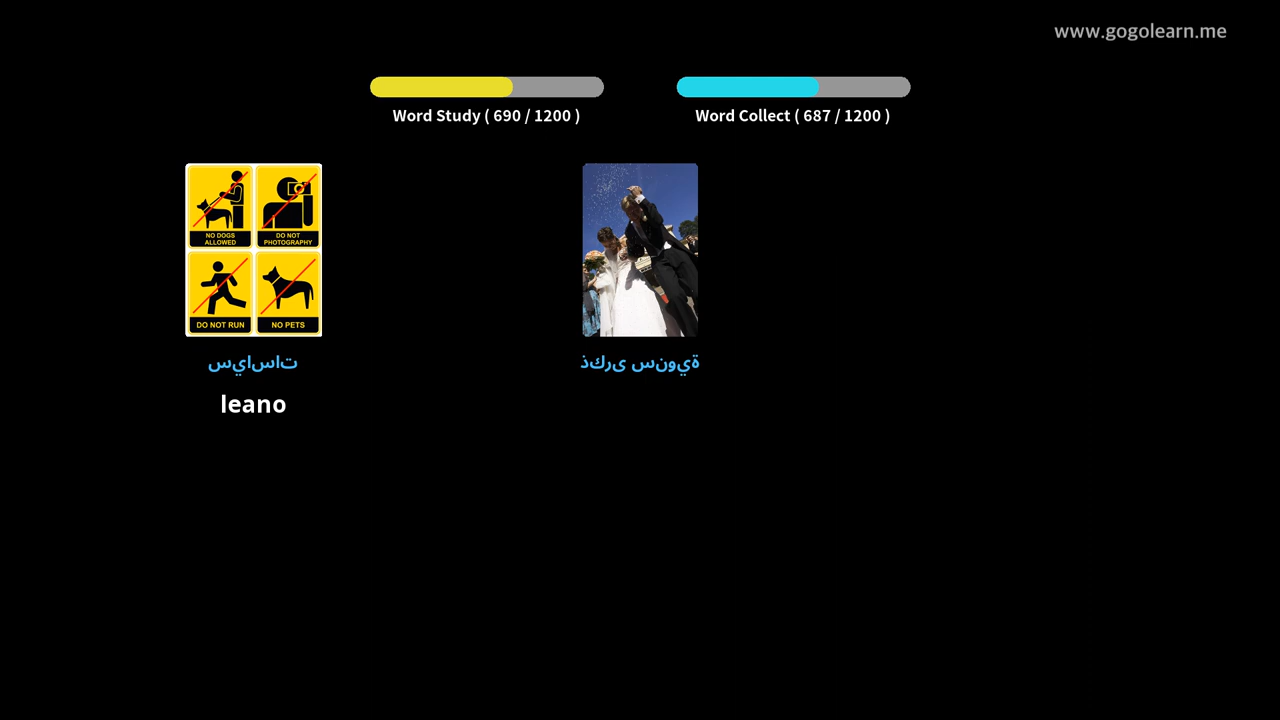 www.gogolearn.me
Word Study ( 690 / 1200 )
Word Collect ( 687 / 1200 )
NO DOGS
ALLOWED
DO NOT
PHOTOGRAPHY
DO NOT RUN
NO PETS
سياسات
ذكرى سنوية
leano